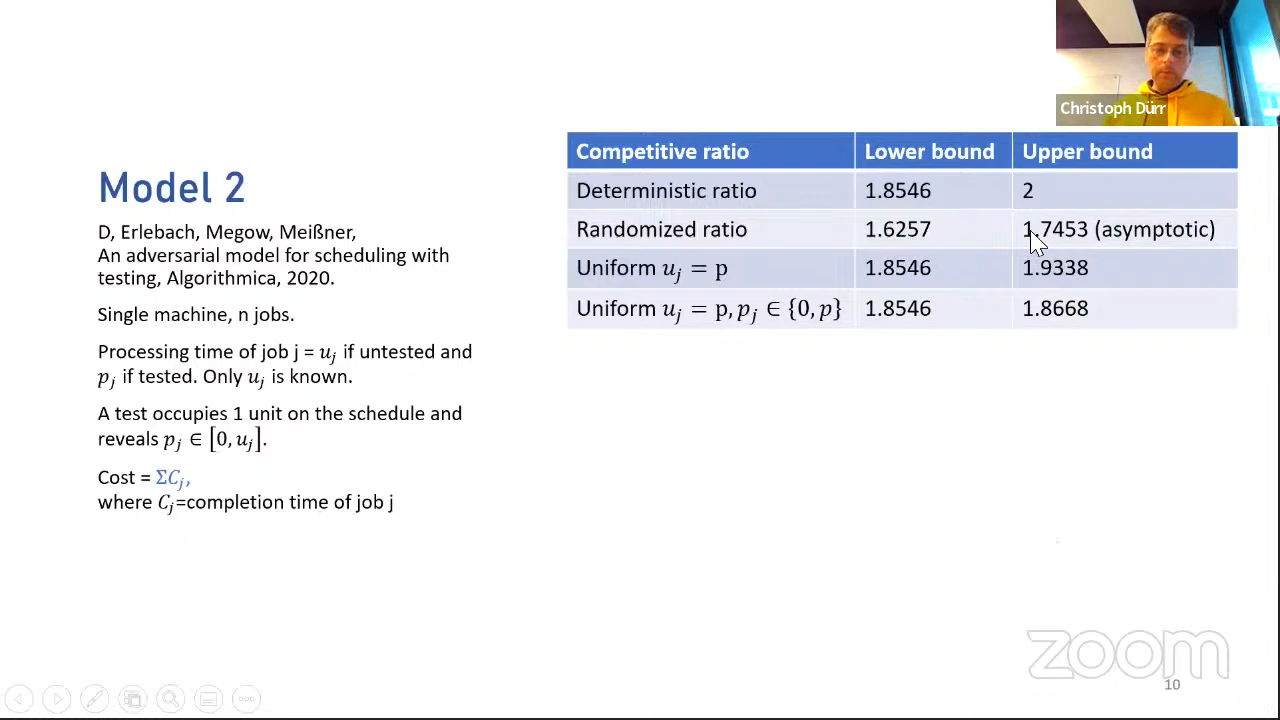 Christoph Dürr
Model 2
D, Erlebach, Megow, Meißner,
An adversarial model for scheduling with
testing, Algorithmica, 2020.
Single machine, n jobs.
Processing time of job j = u_j if untested and
p_j if tested. Only u_j is known.
A test occupies 1 unit on the schedule and
reveals p_j ∈ [0, u_j].
Cost = ΣC_j,
where C_j=completion time of job j
Competitive ratio Lower bound Upper bound
Deterministic ratio 1.8546 2
Randomized ratio 1.6257 1.7453 (asymptotic)
Uniform u_j = p 1.8546 1.9338
Uniform u_j = p, p_j ∈ {0, p} 1.8546 1.8668
zoom
10